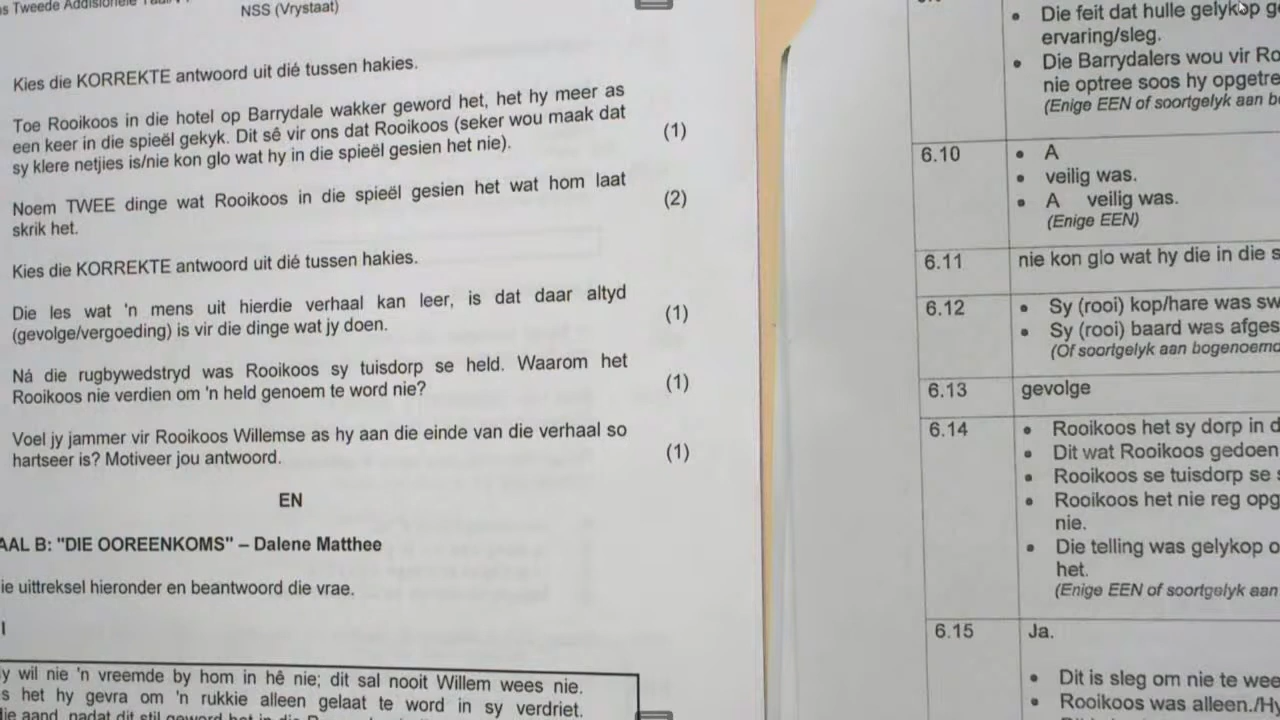 NSS (Vrystaat)
Kies die KORREKTE antwoord uit dié tussen hakies.
Toe Rooikoos in die hotel op Barrydale wakker geword het, het hy meer as
een keer in die spieël gekyk. Dit sê vir ons dat Rooikoos (seker wou maak dat
sy klere netjies is/nie kon glo wat hy in die spieël gesien het nie).
(1)
Noem TWEE dinge wat Rooikoos in die spieël gesien het wat hom laat
skrik het.
(2)
Kies die KORREKTE antwoord uit dié tussen hakies.
Die les wat 'n mens uit hierdie verhaal kan leer, is dat daar altyd
(gevolge/vergoeding) is vir die dinge wat jy doen.
(1)
Ná die rugbywedstryd was Rooikoos sy tuisdorp se held. Waarom het
Rooikoos nie verdien om 'n held genoem te word nie?
(1)
Voel jy jammer vir Rooikoos Willemse as hy aan die einde van die verhaal so
hartseer is? Motiveer jou antwoord.
(1)
EN
B: "DIE OOREENKOMS" – Dalene Matthee
uittreksel hieronder en beantwoord die vrae.
wil nie 'n vreemde by hom in hê nie; dit sal nooit Willem wees nie.
het hy gevra om 'n rukkie alleen gelaat te word in sy verdriet.
• Die feit dat hulle gelykop
ervaring/sleg.
• Die Barrydalers wou vir
nie optree soos hy
(Enige EEN of soortgelyk aan
6.10 • A
• veilig was.
• A veilig was.
(Enige EEN)
6.11 nie kon glo wat hy die in die
6.12 • Sy (rooi) kop/hare was
• Sy (rooi) baard was
(Of soortgelyk aan
6.13 gevolge
6.14 • Rooikoos het sy dorp in
• Dit wat Rooikoos
• Rooikoos se tuisdorp se
• Rooikoos het nie reg
nie.
• Die telling was gelykop
het.
(Enige EEN of soortgelyk aan
6.15 Ja.
• Dit is sleg om nie te
• Rooikoos was